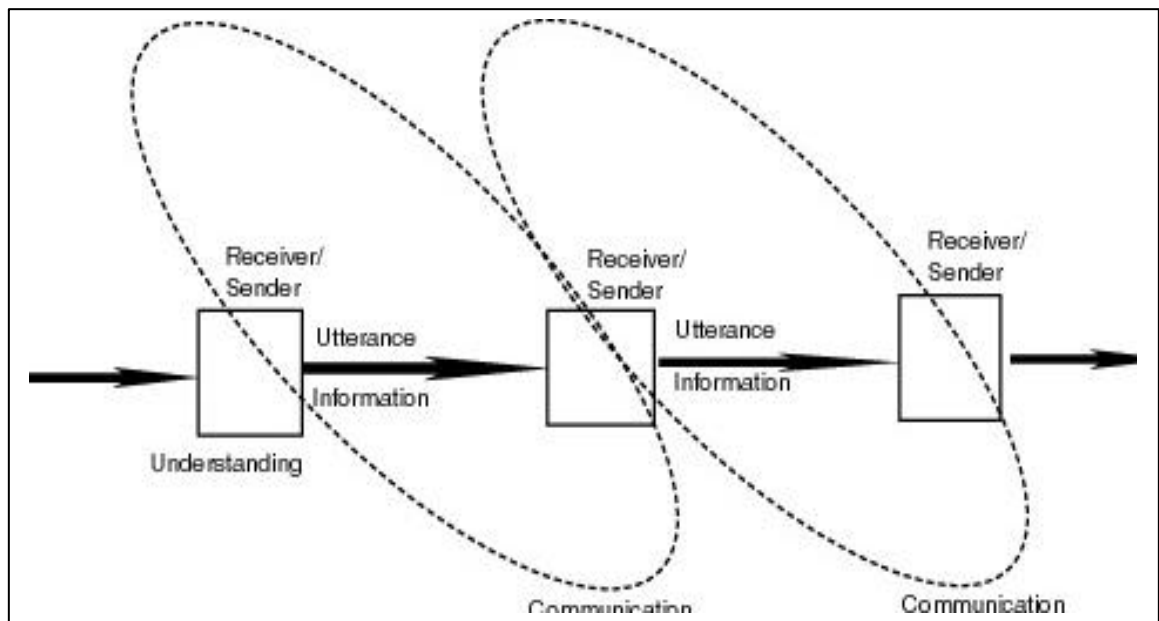 Receiver/
Sender
Receiver/
Sender
Receiver/
Sender
Utterance
Information
Utterance
Information
Understanding
Communication
Communication